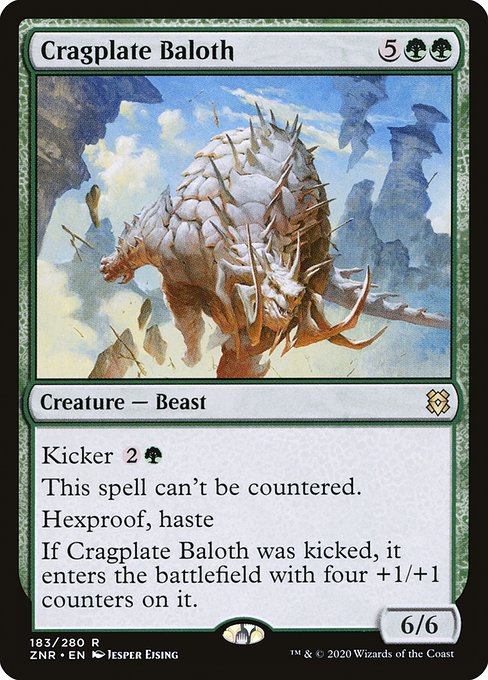 Cragplate Baloth 5
Creature — Beast
Kicker 2
This spell can't be countered.
Hexproof, haste
If Cragplate Baloth was kicked, it
enters the battlefield with four +1/+1
counters on it.
6/6
183/280 R
ZNR • EN Jesper Eising
™ & © 2020 Wizards of the Coast